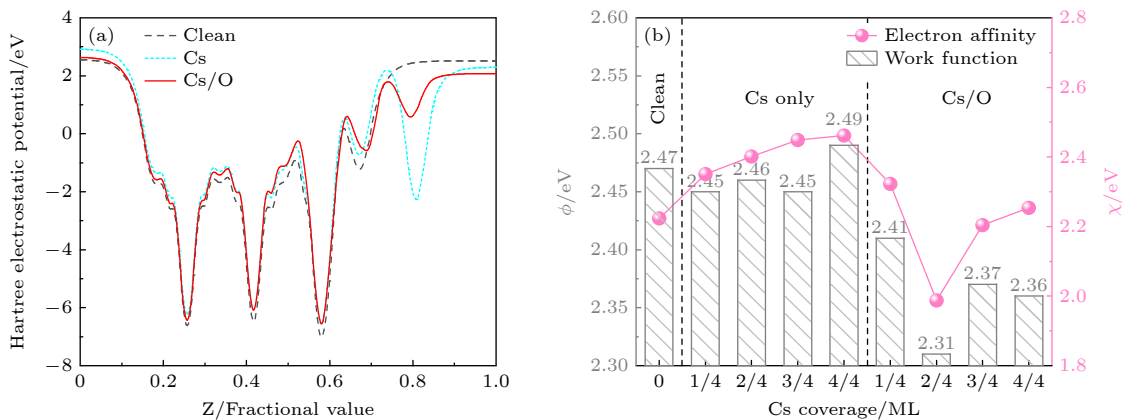 (a)
Clean
Cs
Cs/O
Hartree electrostatic potential/eV
4
2
0
−2
−4
−6
−8
0 0.2 0.4 0.6 0.8 1.0
Z/Fractional value
(b)
Electron affinity
Work function
Clean
Cs only
Cs/O
ϕ/eV
2.60
2.55
2.50
2.45
2.40
2.35
2.30
2.47 2.45 2.46 2.45 2.49 2.41 2.31 2.37 2.36
χ/eV
2.8
2.6
2.4
2.2
2.0
1.8
0 1/4 2/4 3/4 4/4 1/4 2/4 3/4 4/4
Cs coverage/ML